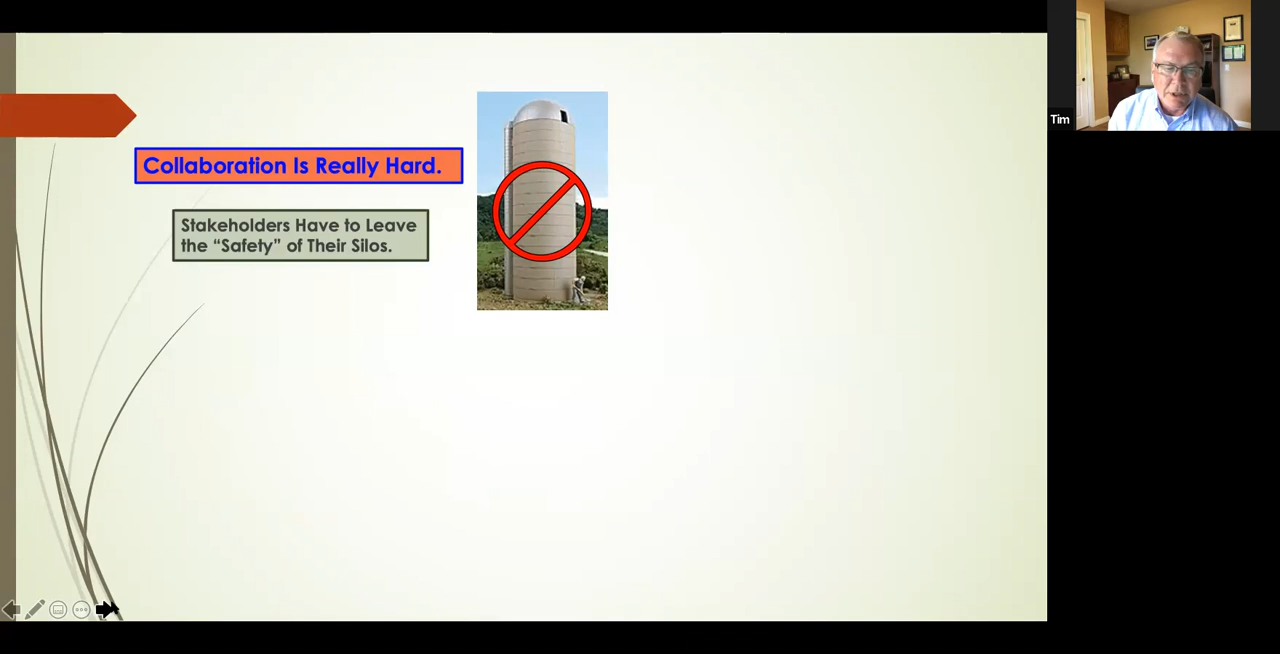 Collaboration Is Really Hard.
Stakeholders Have to Leave
the “Safety” of Their Silos.
Tim